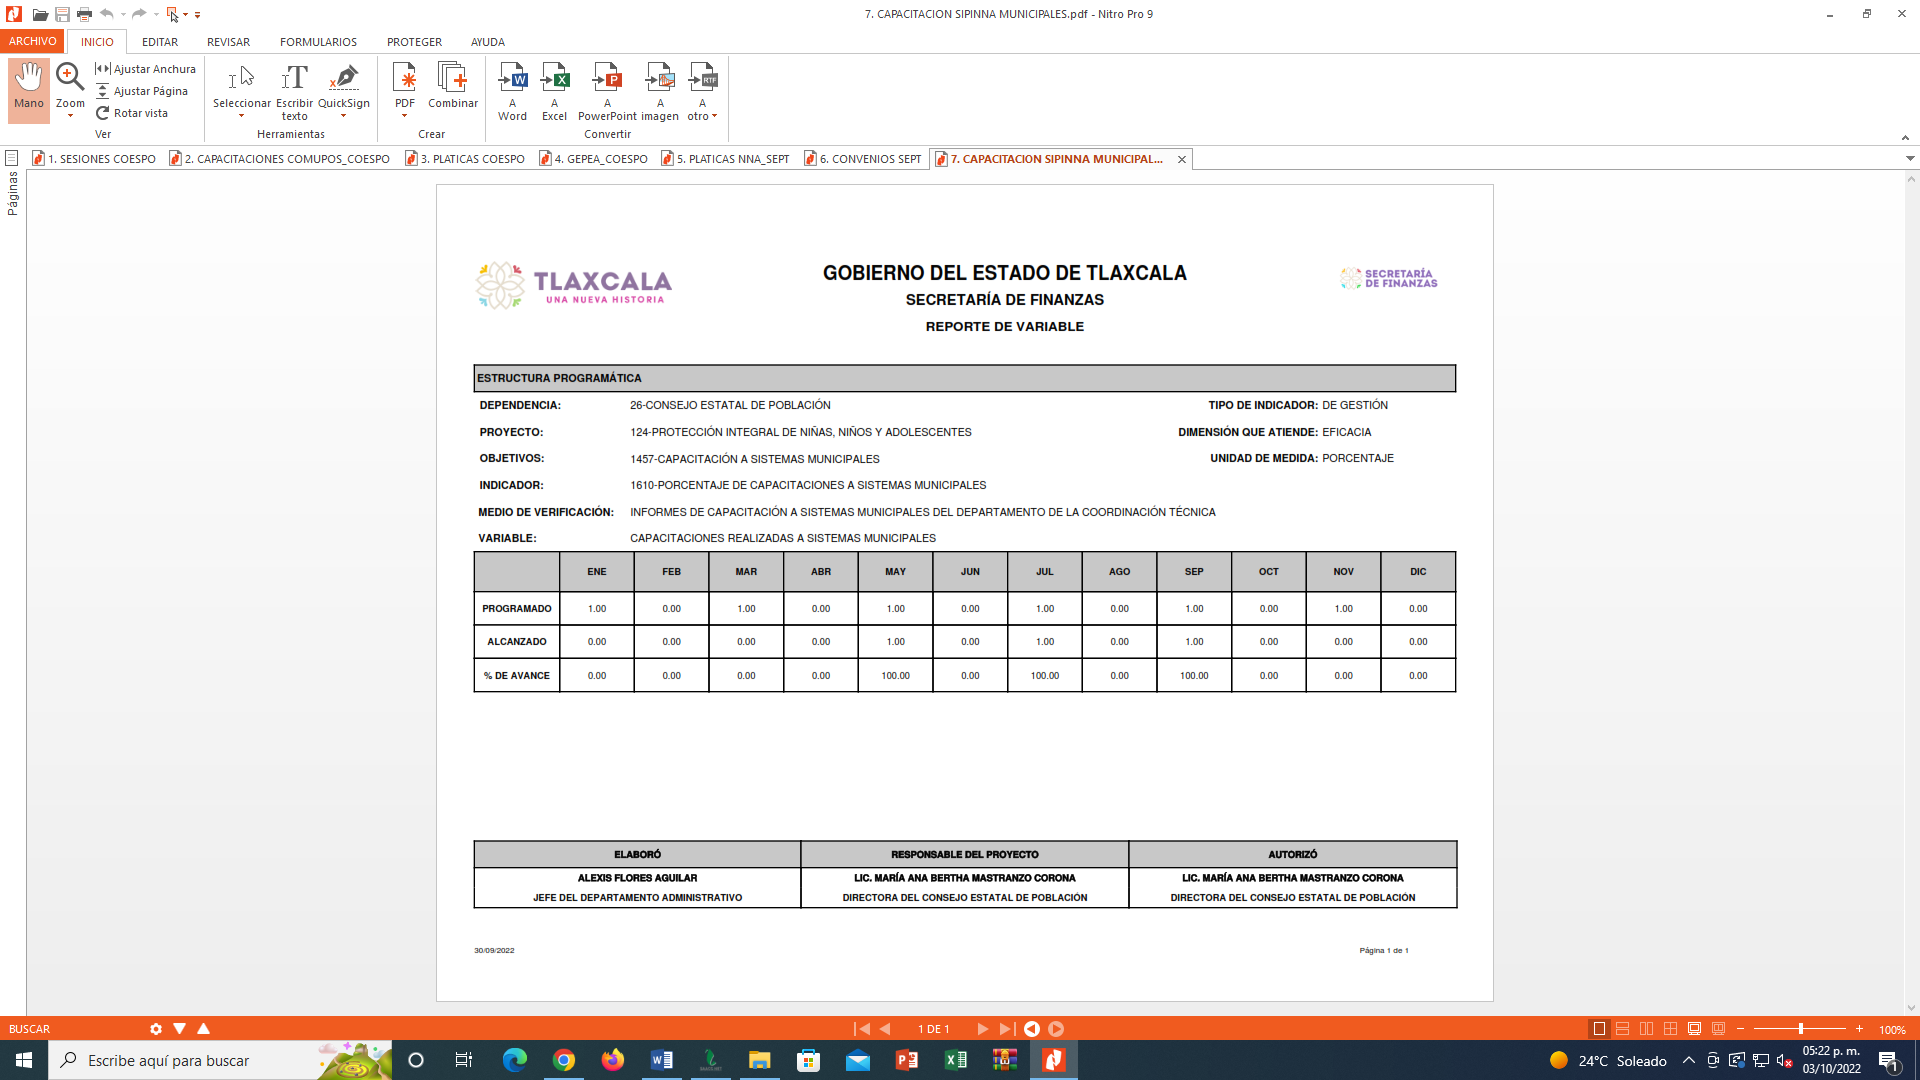 7. CAPACITACION SIPINNA MUNICIPALES.pdf - Nitro Pro 9
ARCHIVO INICIO EDITAR REVISAR FORMULARIOS PROTEGER AYUDA
Mano
Zoom
Ajustar Anchura
Ajustar Página
Rotar vista
Ver
Seleccionar
Escribir texto
QuickSign
Herramientas
PDF
Combinar
Crear
A Word
A Excel
A PowerPoint
A imagen
A otro
Convertir
1. SESIONES COESPO 2. CAPACITACIONES COMUPOS_COESPO 3. PLATICAS COESPO 4. GEPEA_COESPO 5. PLATICAS NNA_SEPT 6. CONVENIOS SEPT 7. CAPACITACION SIPINNA MUNICIPAL...
Páginas
TLAXCALA
UNA NUEVA HISTORIA
GOBIERNO DEL ESTADO DE TLAXCALA
SECRETARÍA DE FINANZAS
REPORTE DE VARIABLE
SECRETARÍA
DE FINANZAS
ESTRUCTURA PROGRAMÁTICA
DEPENDENCIA: 26-CONSEJO ESTATAL DE POBLACIÓN TIPO DE INDICADOR: DE GESTIÓN
PROYECTO: 124-PROTECCIÓN INTEGRAL DE NIÑAS, NIÑOS Y ADOLESCENTES DIMENSIÓN QUE ATIENDE: EFICACIA
OBJETIVOS: 1457-CAPACITACIÓN A SISTEMAS MUNICIPALES UNIDAD DE MEDIDA: PORCENTAJE
INDICADOR: 1610-PORCENTAJE DE CAPACITACIONES A SISTEMAS MUNICIPALES
MEDIO DE VERIFICACIÓN: INFORMES DE CAPACITACIÓN A SISTEMAS MUNICIPALES DEL DEPARTAMENTO DE LA COORDINACIÓN TÉCNICA
VARIABLE: CAPACITACIONES REALIZADAS A SISTEMAS MUNICIPALES
ENE FEB MAR ABR MAY JUN JUL AGO SEP OCT NOV DIC
PROGRAMADO 1.00 0.00 1.00 0.00 1.00 0.00 1.00 0.00 1.00 0.00 1.00 0.00
ALCANZADO 0.00 0.00 0.00 0.00 1.00 0.00 1.00 0.00 1.00 0.00 0.00 0.00
% DE AVANCE 0.00 0.00 0.00 0.00 100.00 0.00 100.00 0.00 100.00 0.00 0.00 0.00
ELABORÓ RESPONSABLE DEL PROYECTO AUTORIZÓ
ALEXIS FLORES AGUILAR LIC. MARÍA ANA BERTHA MASTRANZO CORONA LIC. MARÍA ANA BERTHA MASTRANZO CORONA
JEFE DEL DEPARTAMENTO ADMINISTRATIVO DIRECTORA DEL CONSEJO ESTATAL DE POBLACIÓN DIRECTORA DEL CONSEJO ESTATAL DE POBLACIÓN
30/09/2022 Página 1 de 1
BUSCAR 1 DE 1 100%
Escribe aquí para buscar
24°C Soleado
05:22 p. m.
03/10/2022
1